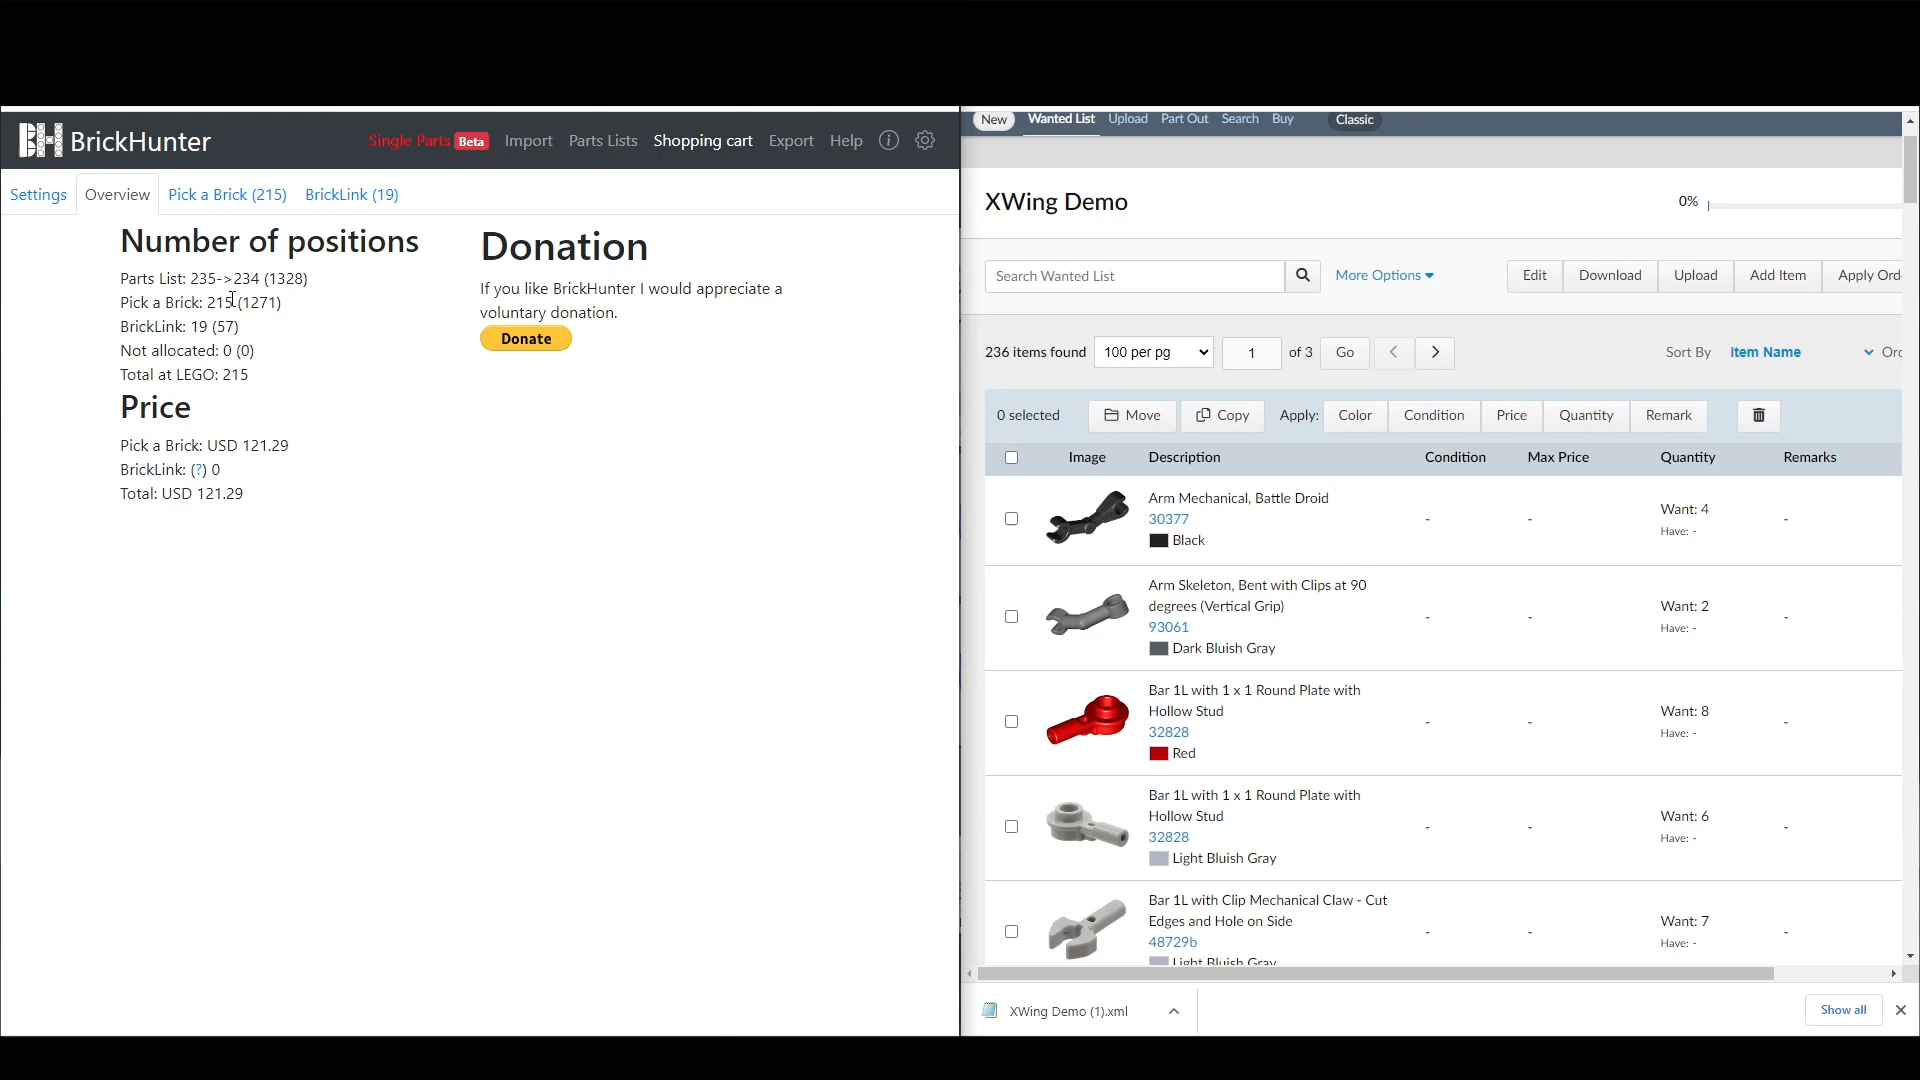 BrickHunter
Single Parts Beta Import Parts Lists Shopping cart Export Help
Settings Overview Pick a Brick (215) BrickLink (19)
Number of positions
Parts List: 235->234 (1328)
Pick a Brick: 215 (1271)
BrickLink: 19 (57)
Not allocated: 0 (0)
Total at LEGO: 215
Price
Pick a Brick: USD 121.29
BrickLink: (?) 0
Total: USD 121.29
Donation
If you like BrickHunter I would appreciate a
voluntary donation.
Donate
New Wanted List Upload Part Out Search Buy Classic
XWing Demo
0%
Search Wanted List More Options Edit Download Upload Add Item Apply Ord
236 items found 100 per pg 1 of 3 Go Sort By Item Name Orc
0 selected Move Copy Apply: Color Condition Price Quantity Remark
Image Description Condition Max Price Quantity Remarks
Arm Mechanical, Battle Droid
30377
Black
- -
Want: 4
Have: -
-
Arm Skeleton, Bent with Clips at 90
degrees (Vertical Grip)
93061
Dark Bluish Gray
- -
Want: 2
Have: -
-
Bar 1L with 1 x 1 Round Plate with
Hollow Stud
32828
Red
- -
Want: 8
Have: -
-
Bar 1L with 1 x 1 Round Plate with
Hollow Stud
32828
Light Bluish Gray
- -
Want: 6
Have: -
-
Bar 1L with Clip Mechanical Claw - Cut
Edges and Hole on Side
48729b
Light Bluish Gray
- -
Want: 7
Have: -
-
XWing Demo (1).xml
Show all